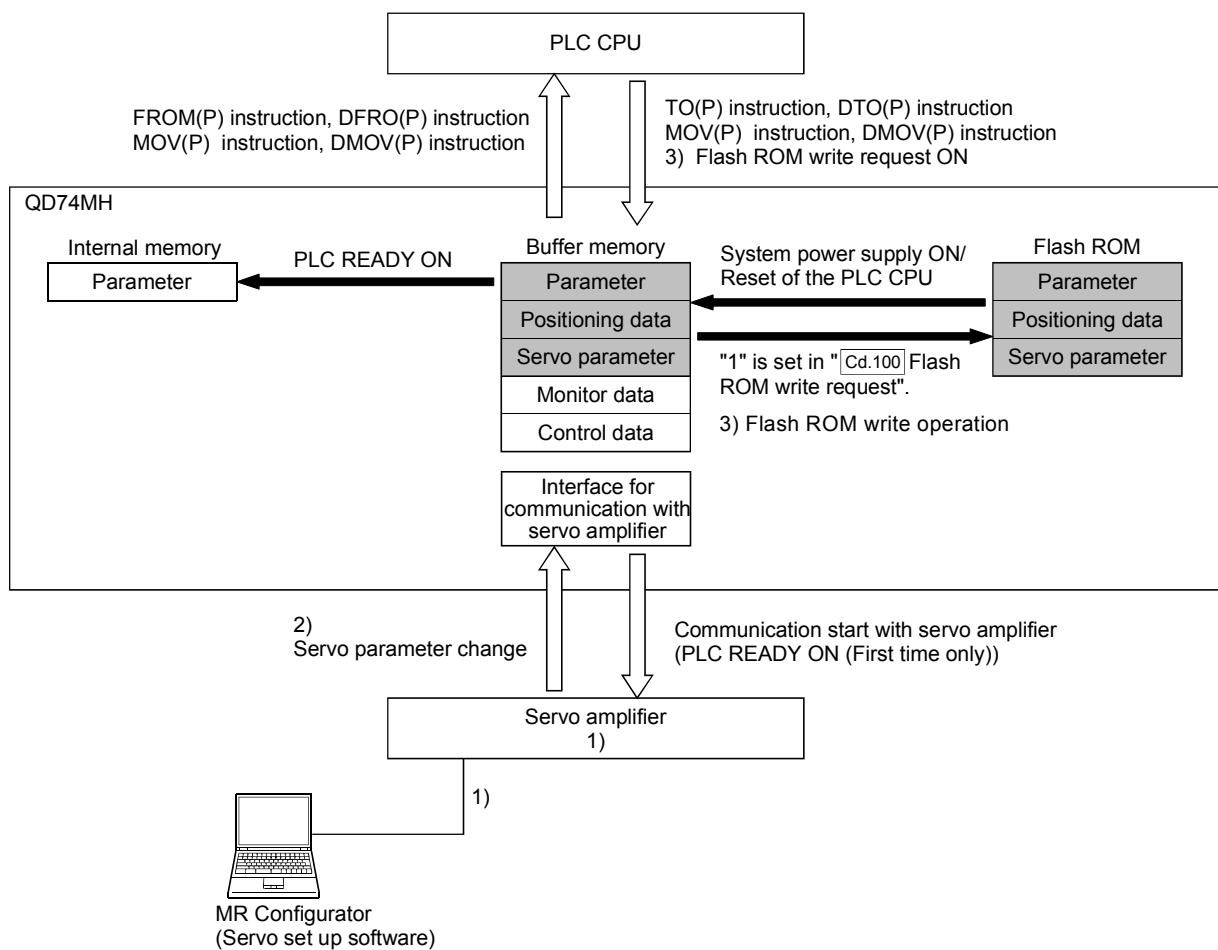 PLC CPU
FROM(P) instruction, DFRO(P) instruction
MOV(P) instruction, DMOV(P) instruction
TO(P) instruction, DTO(P) instruction
MOV(P) instruction, DMOV(P) instruction
3) Flash ROM write request ON
QD74MH
Internal memory
Parameter
PLC READY ON
Buffer memory
Parameter
Positioning data
Servo parameter
Monitor data
Control data
System power supply ON/
Reset of the PLC CPU
"1" is set in " Cd.100 Flash
ROM write request".
3) Flash ROM write operation
Flash ROM
Parameter
Positioning data
Servo parameter
Interface for
communication with
servo amplifier
2)
Servo parameter change
Communication start with servo amplifier
(PLC READY ON (First time only))
Servo amplifier
1)
1)
MR Configurator
(Servo set up software)